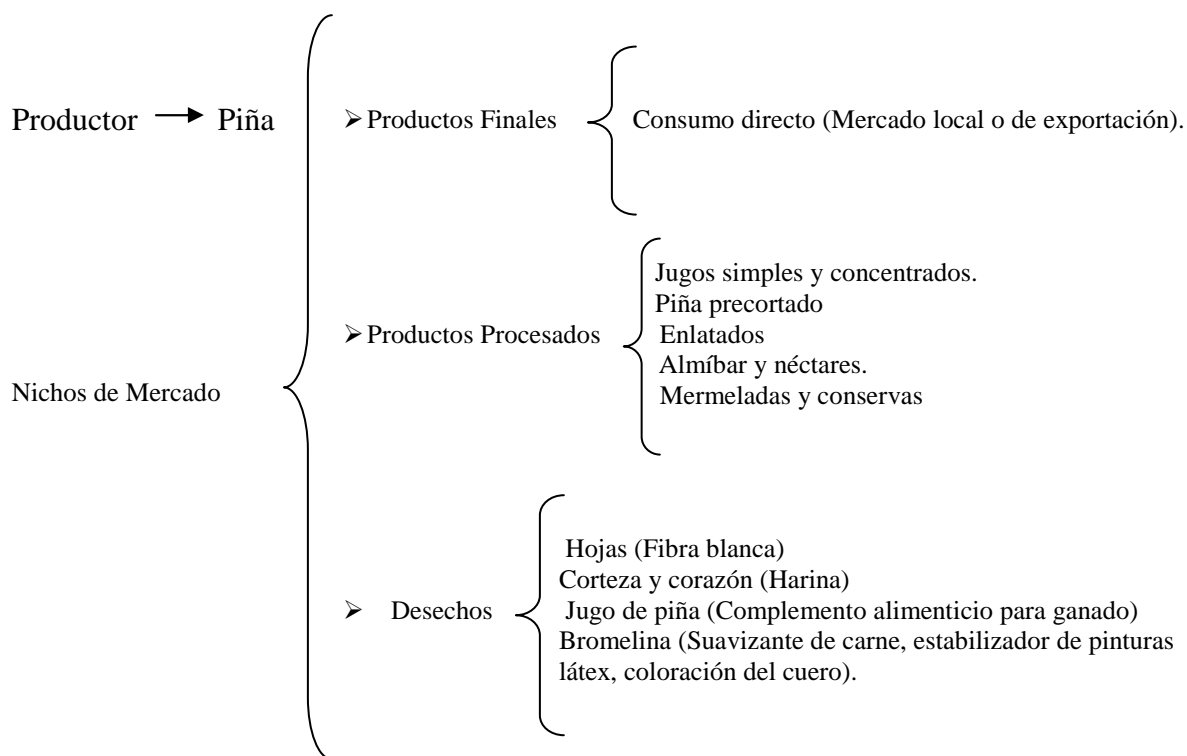 Productor → Piña
➢ Productos Finales
Consumo directo (Mercado local o de exportación).
Nichos de Mercado
➢ Productos Procesados
Jugos simples y concentrados.
Piña precortado
Enlatados
Almíbar y néctares.
Mermeladas y conservas
➢ Desechos
Hojas (Fibra blanca)
Corteza y corazón (Harina)
Jugo de piña (Complemento alimenticio para ganado)
Bromelina (Suavizante de carne, estabilizador de pinturas
látex, coloración del cuero).